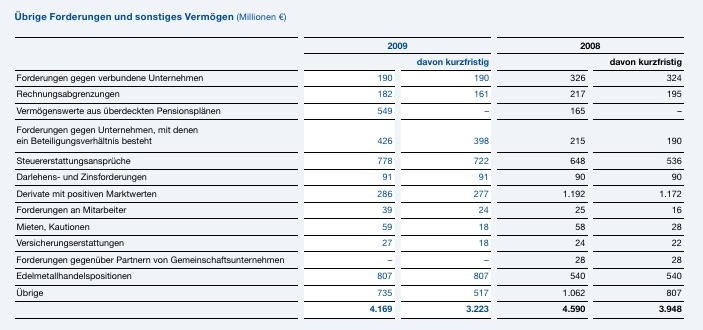 Übrige Forderungen und sonstiges Vermögen (Millionen €)
2009 2008
davon kurzfristig davon kurzfristig
Forderungen gegen verbundene Unternehmen 190 190 326 324
Rechnungsabgrenzungen 182 161 217 195
Vermögenswerte aus überdeckten Pensionsplänen 549 – 165 –
Forderungen gegen Unternehmen, mit denen
ein Beteiligungsverhältnis besteht 426 398 215 190
Steuererstattungsansprüche 778 722 648 536
Darlehens- und Zinsforderungen 91 91 90 90
Derivate mit positiven Marktwerten 286 277 1.192 1.172
Forderungen an Mitarbeiter 39 24 25 16
Mieten, Kautionen 59 18 58 28
Versicherungserstattungen 27 18 24 22
Forderungen gegenüber Partnern von Gemeinschaftsunternehmen – – 28 28
Edelmetallhandelspositionen 807 807 540 540
Übrige 735 517 1.062 807
4.169 3.223 4.590 3.948